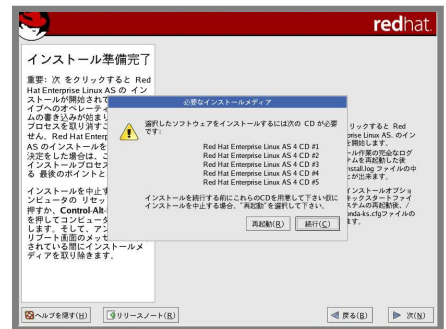 redhat.
インストール準備完了
重要: 次 をクリックすると Red
Hat Enterprise Linux AS の イン
ストールが開始されて
イブへのオペレーティ
ムの書き込みが始まり
プロセスを取り消すこ
せん。Red Hat Enterp
AS のインストールを
決定をした場合は、こ
インストールプロセス
る 最後のポイントと
インストールを中止す
ンピュータの リセッ
押すか、Control-Alt-
を押してコンピュータ
します。そして、アン
リブート画面のメッセ
されている間にインストールメ
ディアを取り除きます。
必要なインストールメディア
選択したソフトウェアをインストールするには次の CD が必要
です:
Red Hat Enterprise Linux AS 4 CD #1
Red Hat Enterprise Linux AS 4 CD #2
Red Hat Enterprise Linux AS 4 CD #3
Red Hat Enterprise Linux AS 4 CD #4
Red Hat Enterprise Linux AS 4 CD #5
インストールを続行する前にこれらのCDを用意して下さい仮に
インストールを中止する場合、"再起動"を選択して下さい。
再起動(R)
続行(C)
リックすると Red
prise Linux AS. のイン
を開始します。
ール作業の完全なログ
テムを再起動した後
nstall.log ファイルの中
とが出来ます。
インストールオプショ
キックスタートファイ
ステムの再起動後、/
onda-ks.cfgファイルの
ます。
ヘルプを隠す(H)
リリースノート(R)
戻る(B)
次(N)